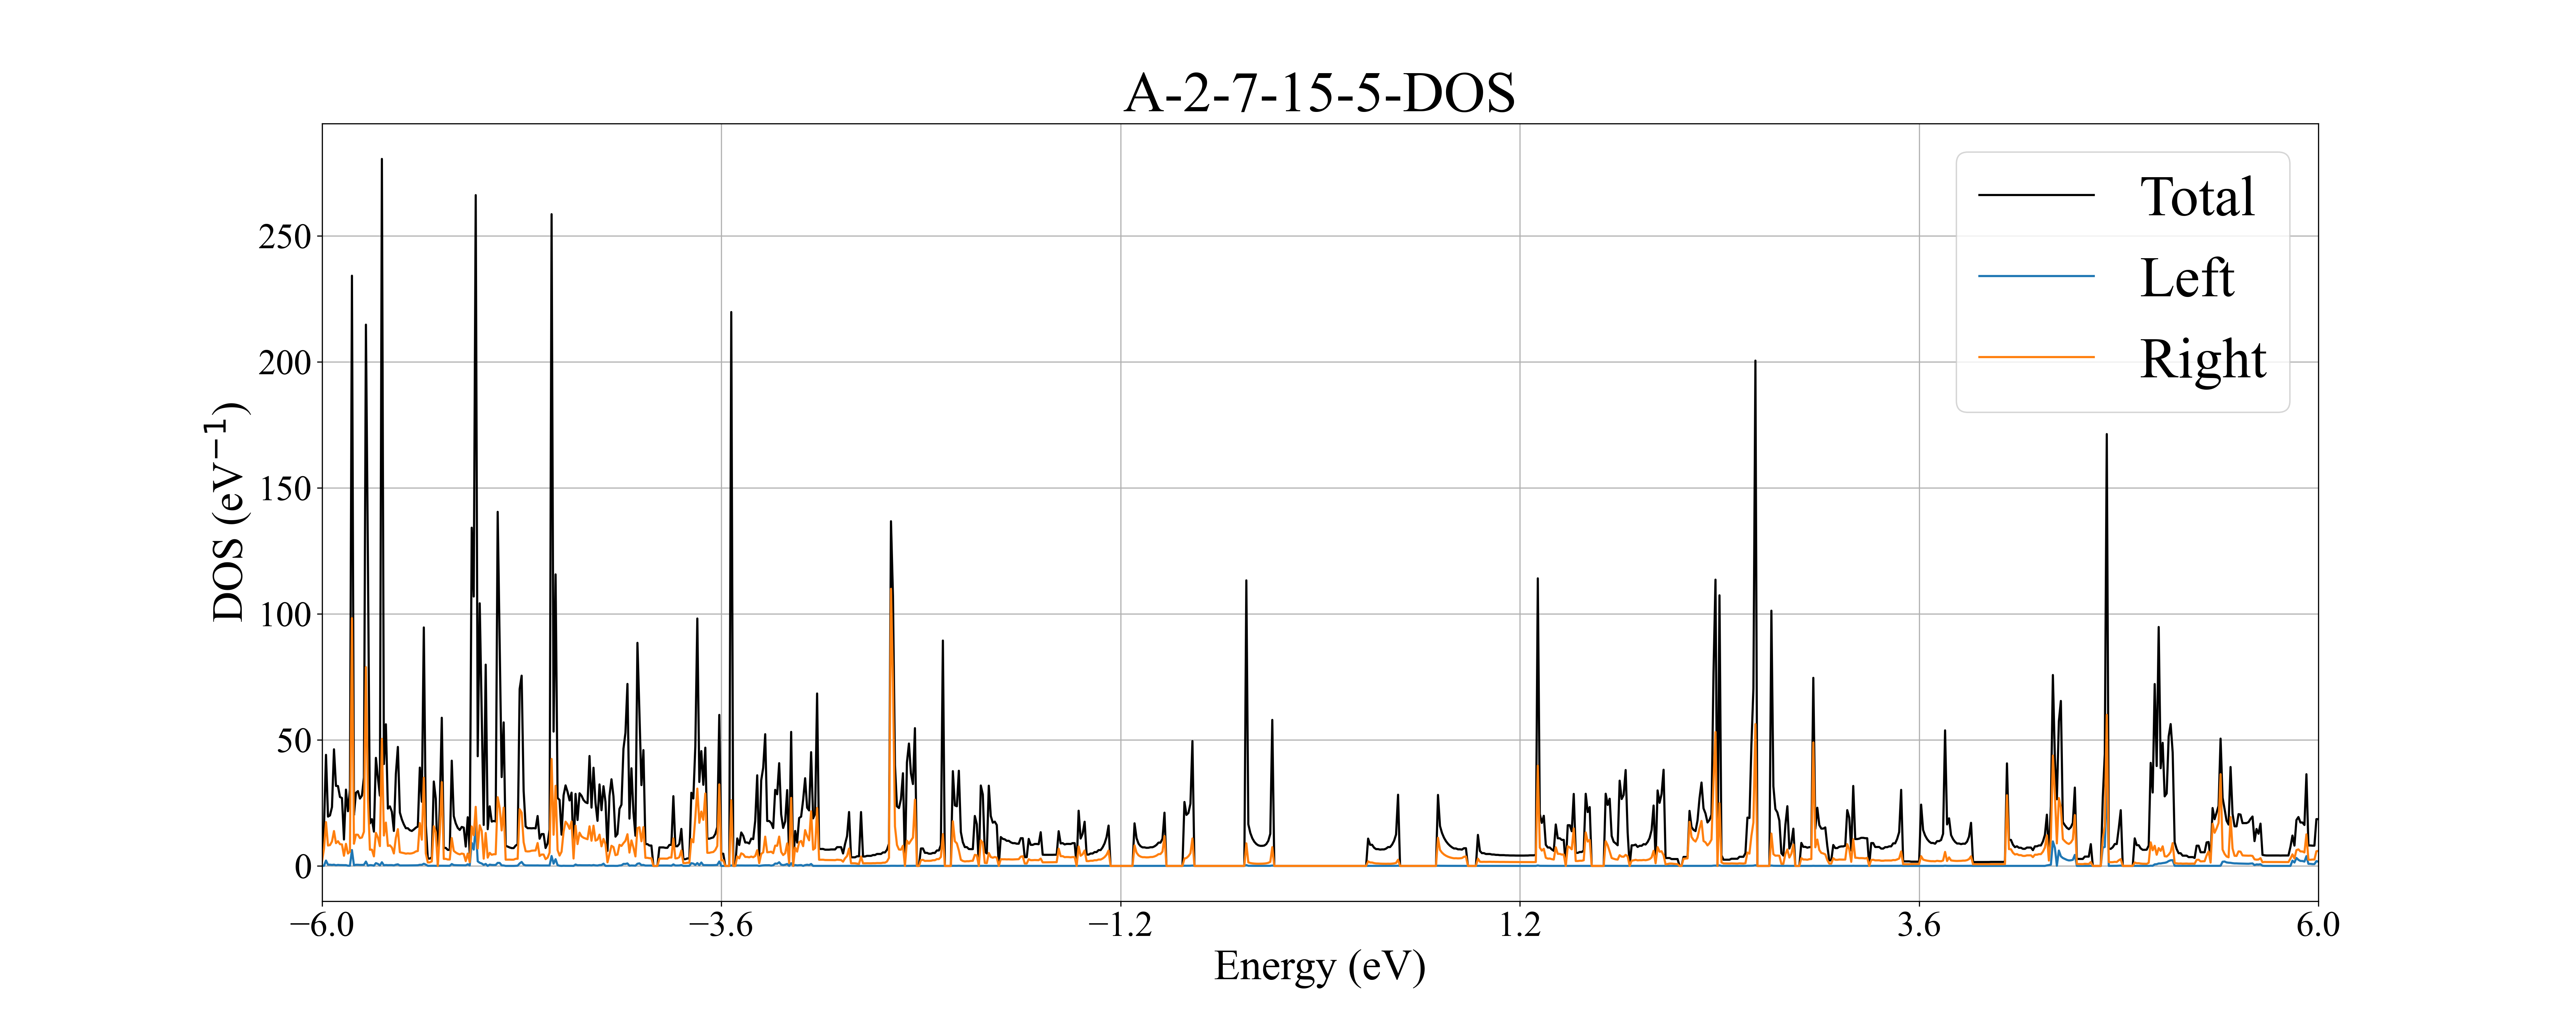 A-2-7-15-5-DOS
Total
Left
Right
DOS (eV⁻¹)
250
200
150
100
50
0
−6.0 −3.6 −1.2 1.2 3.6 6.0
Energy (eV)